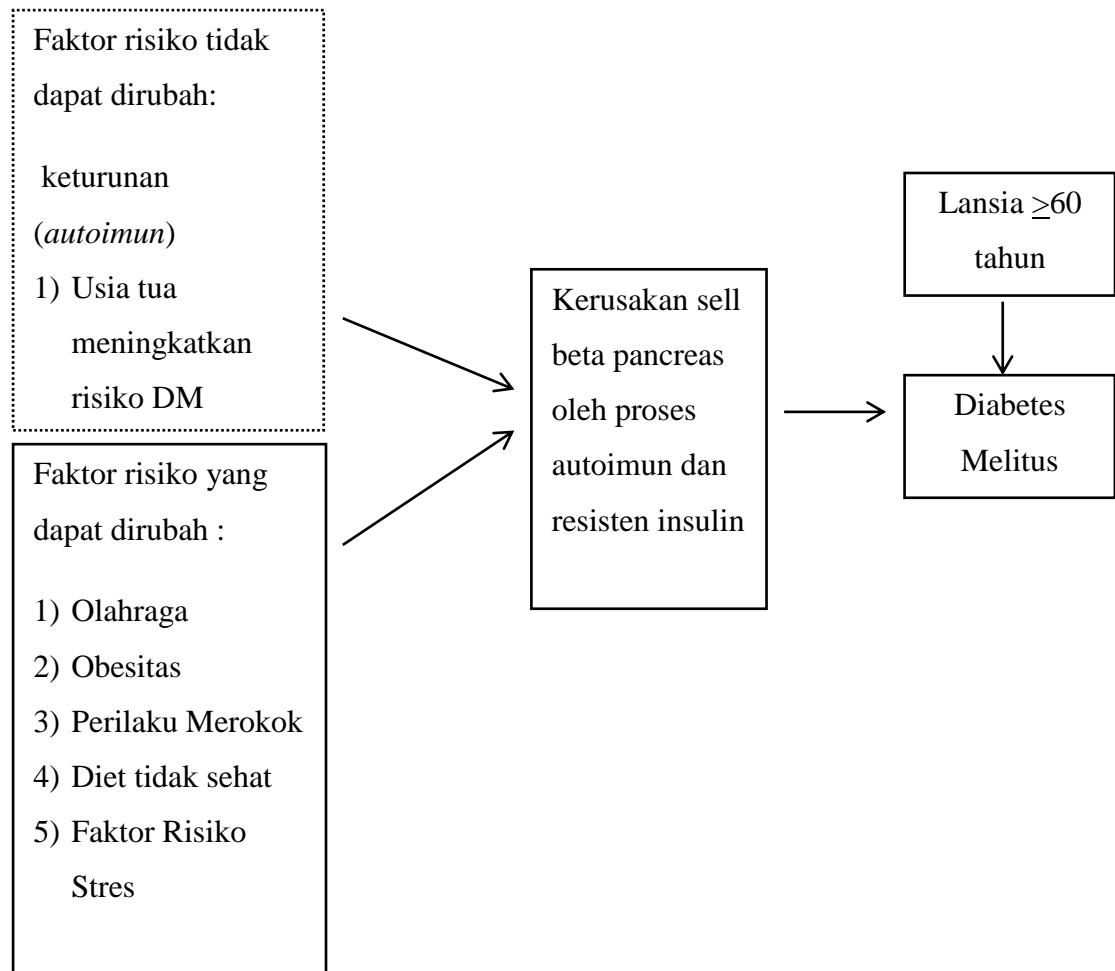 Faktor risiko tidak
dapat dirubah:
keturunan
(autoimun)
1) Usia tua
meningkatkan
risiko DM
Faktor risiko yang
dapat dirubah :
1) Olahraga
2) Obesitas
3) Perilaku Merokok
4) Diet tidak sehat
5) Faktor Risiko
Stres
Kerusakan sell
beta pancreas
oleh proses
autoimun dan
resisten insulin
Lansia ≥60
tahun
Diabetes
Melitus